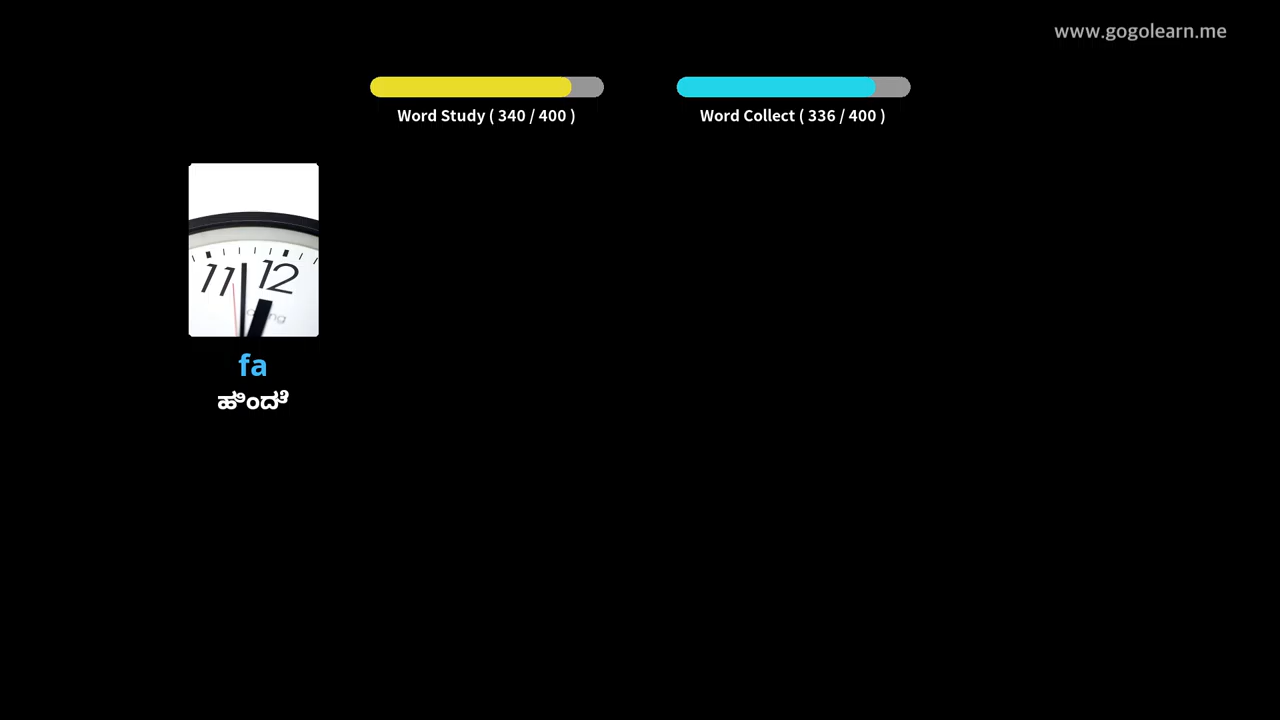 www.gogolearn.me
Word Study ( 340 / 400 )
Word Collect ( 336 / 400 )
11 12
fa
ಹಿಂದೆ